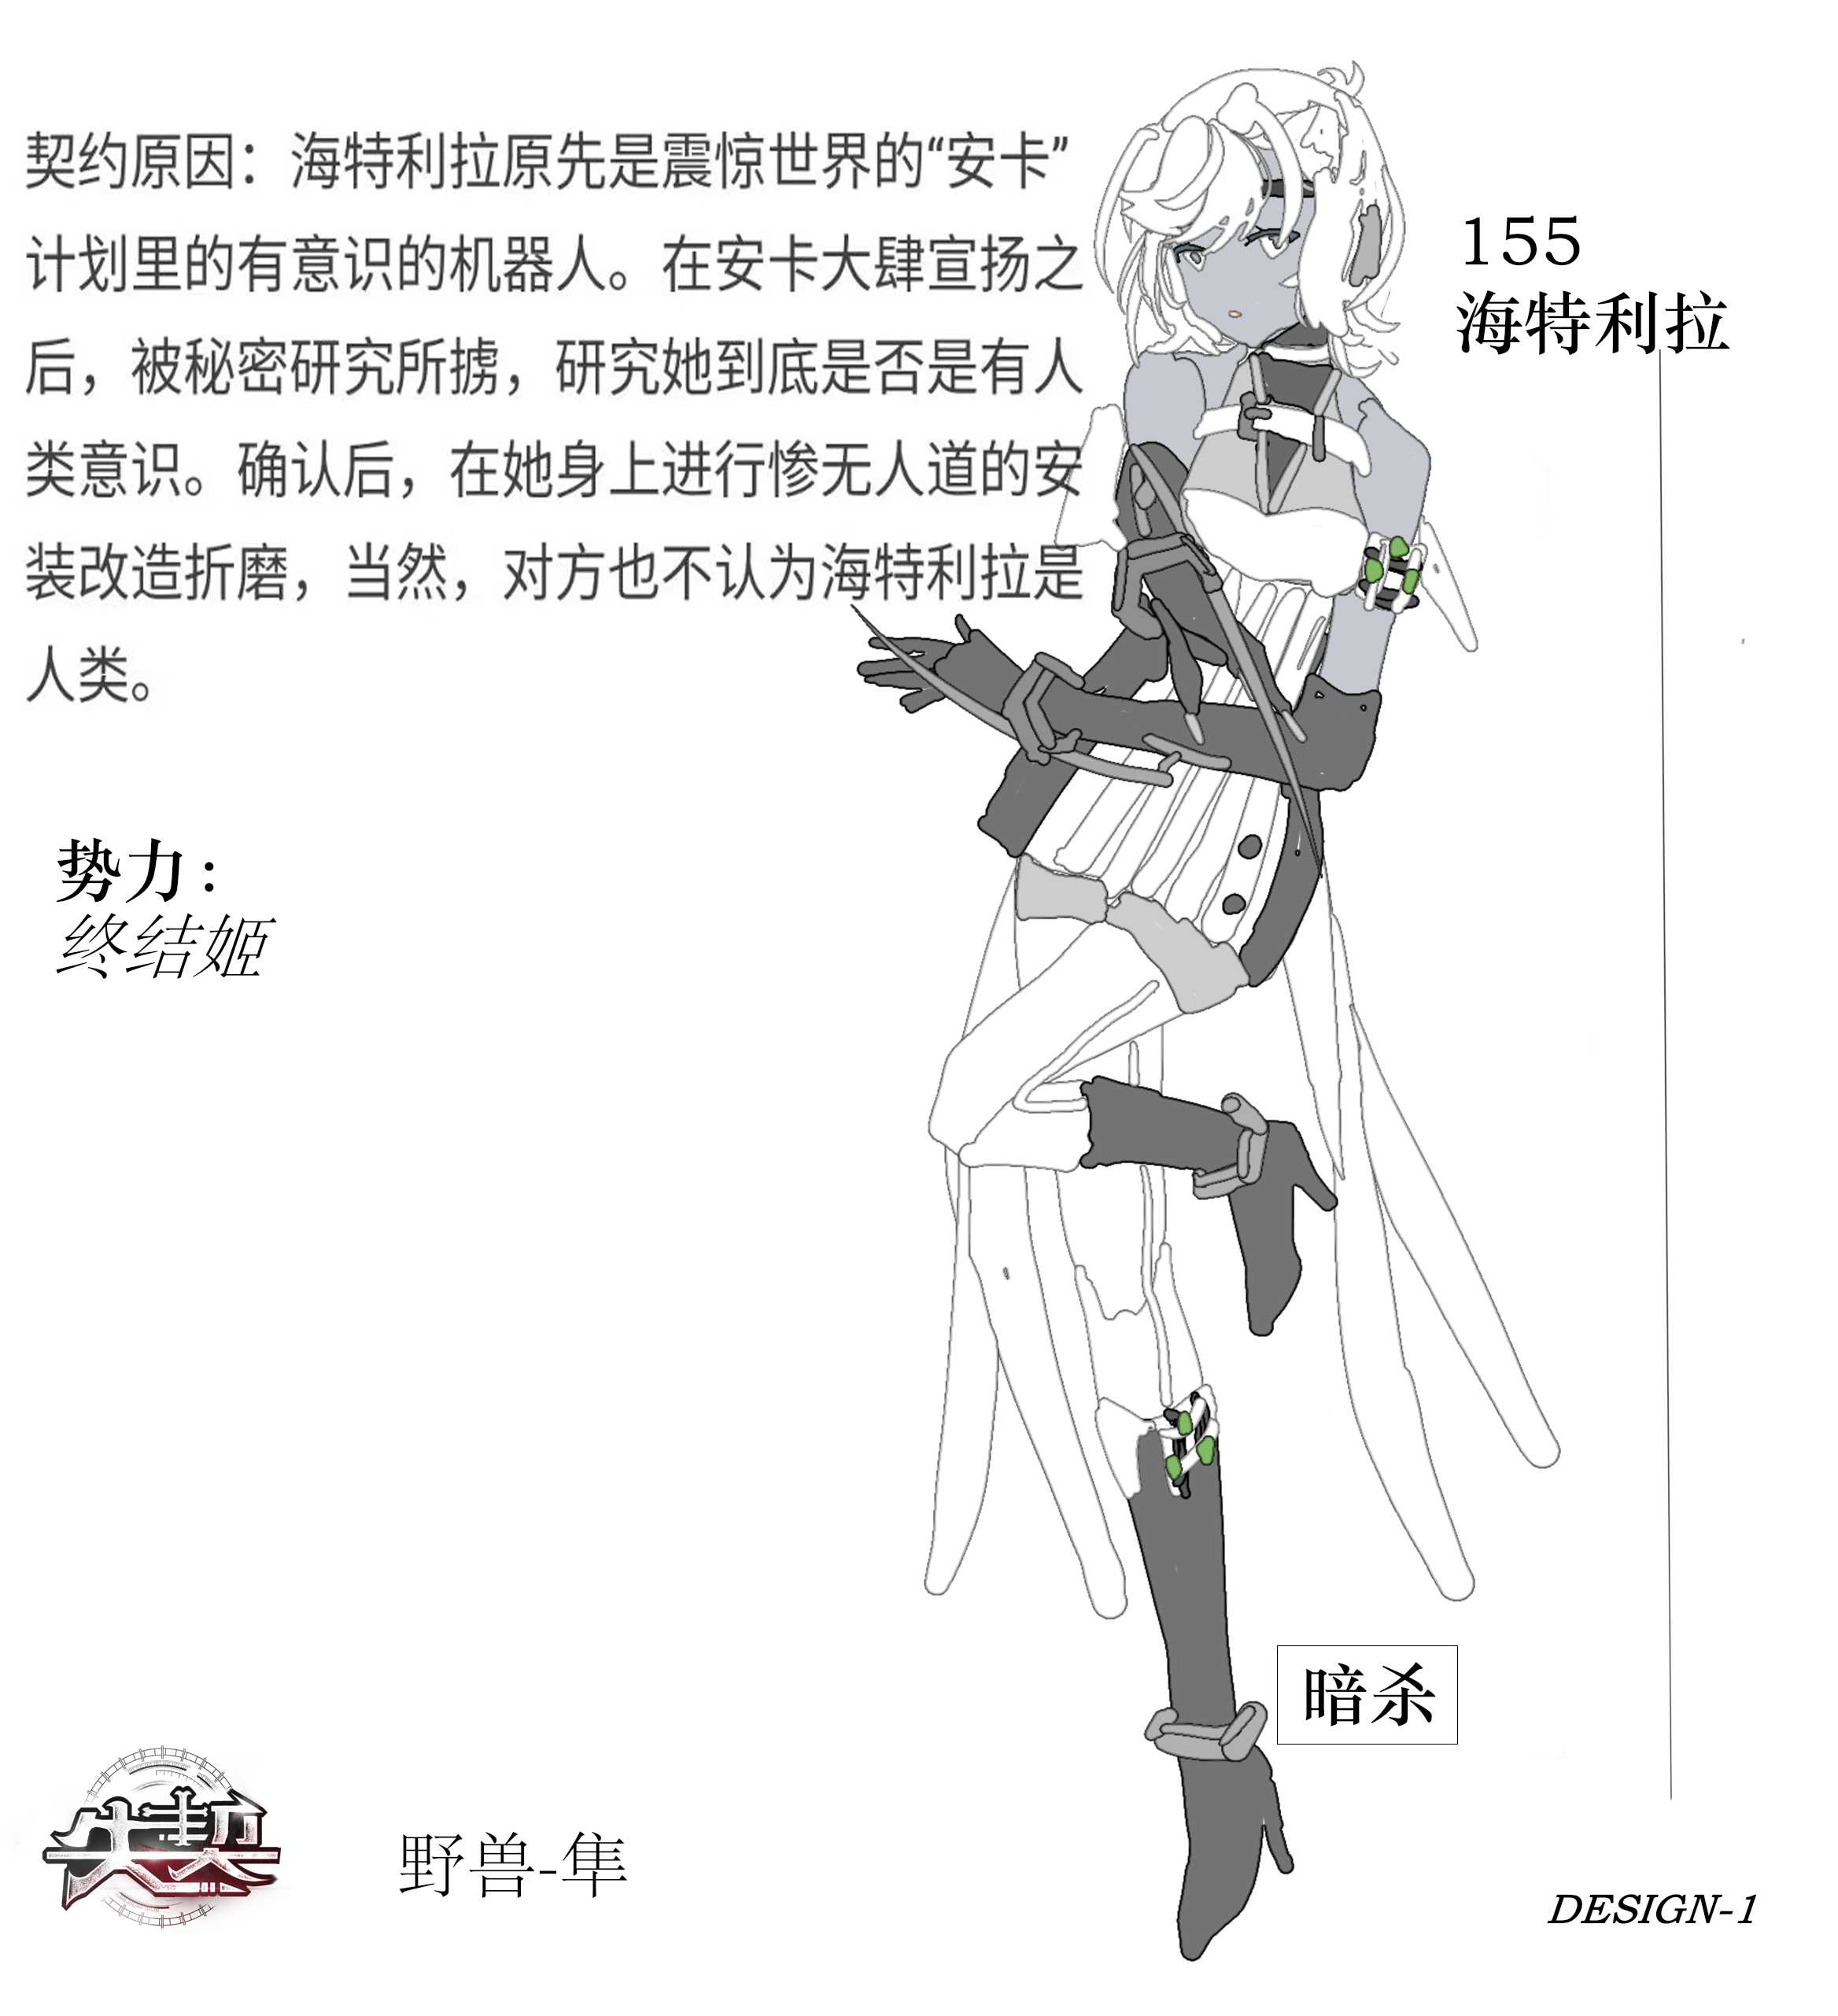 契约原因：海特利拉原先是震惊世界的“安卡”
计划里的有意识的机器人。在安卡大肆宣扬之
后，被秘密研究所掳，研究她到底是否是有人
类意识。确认后，在她身上进行惨无人道的安
装改造折磨，当然，对方也不认为海特利拉是
人类。
155
海特利拉
势力：
终结姬
暗杀
失契
野兽-隼
DESIGN-1